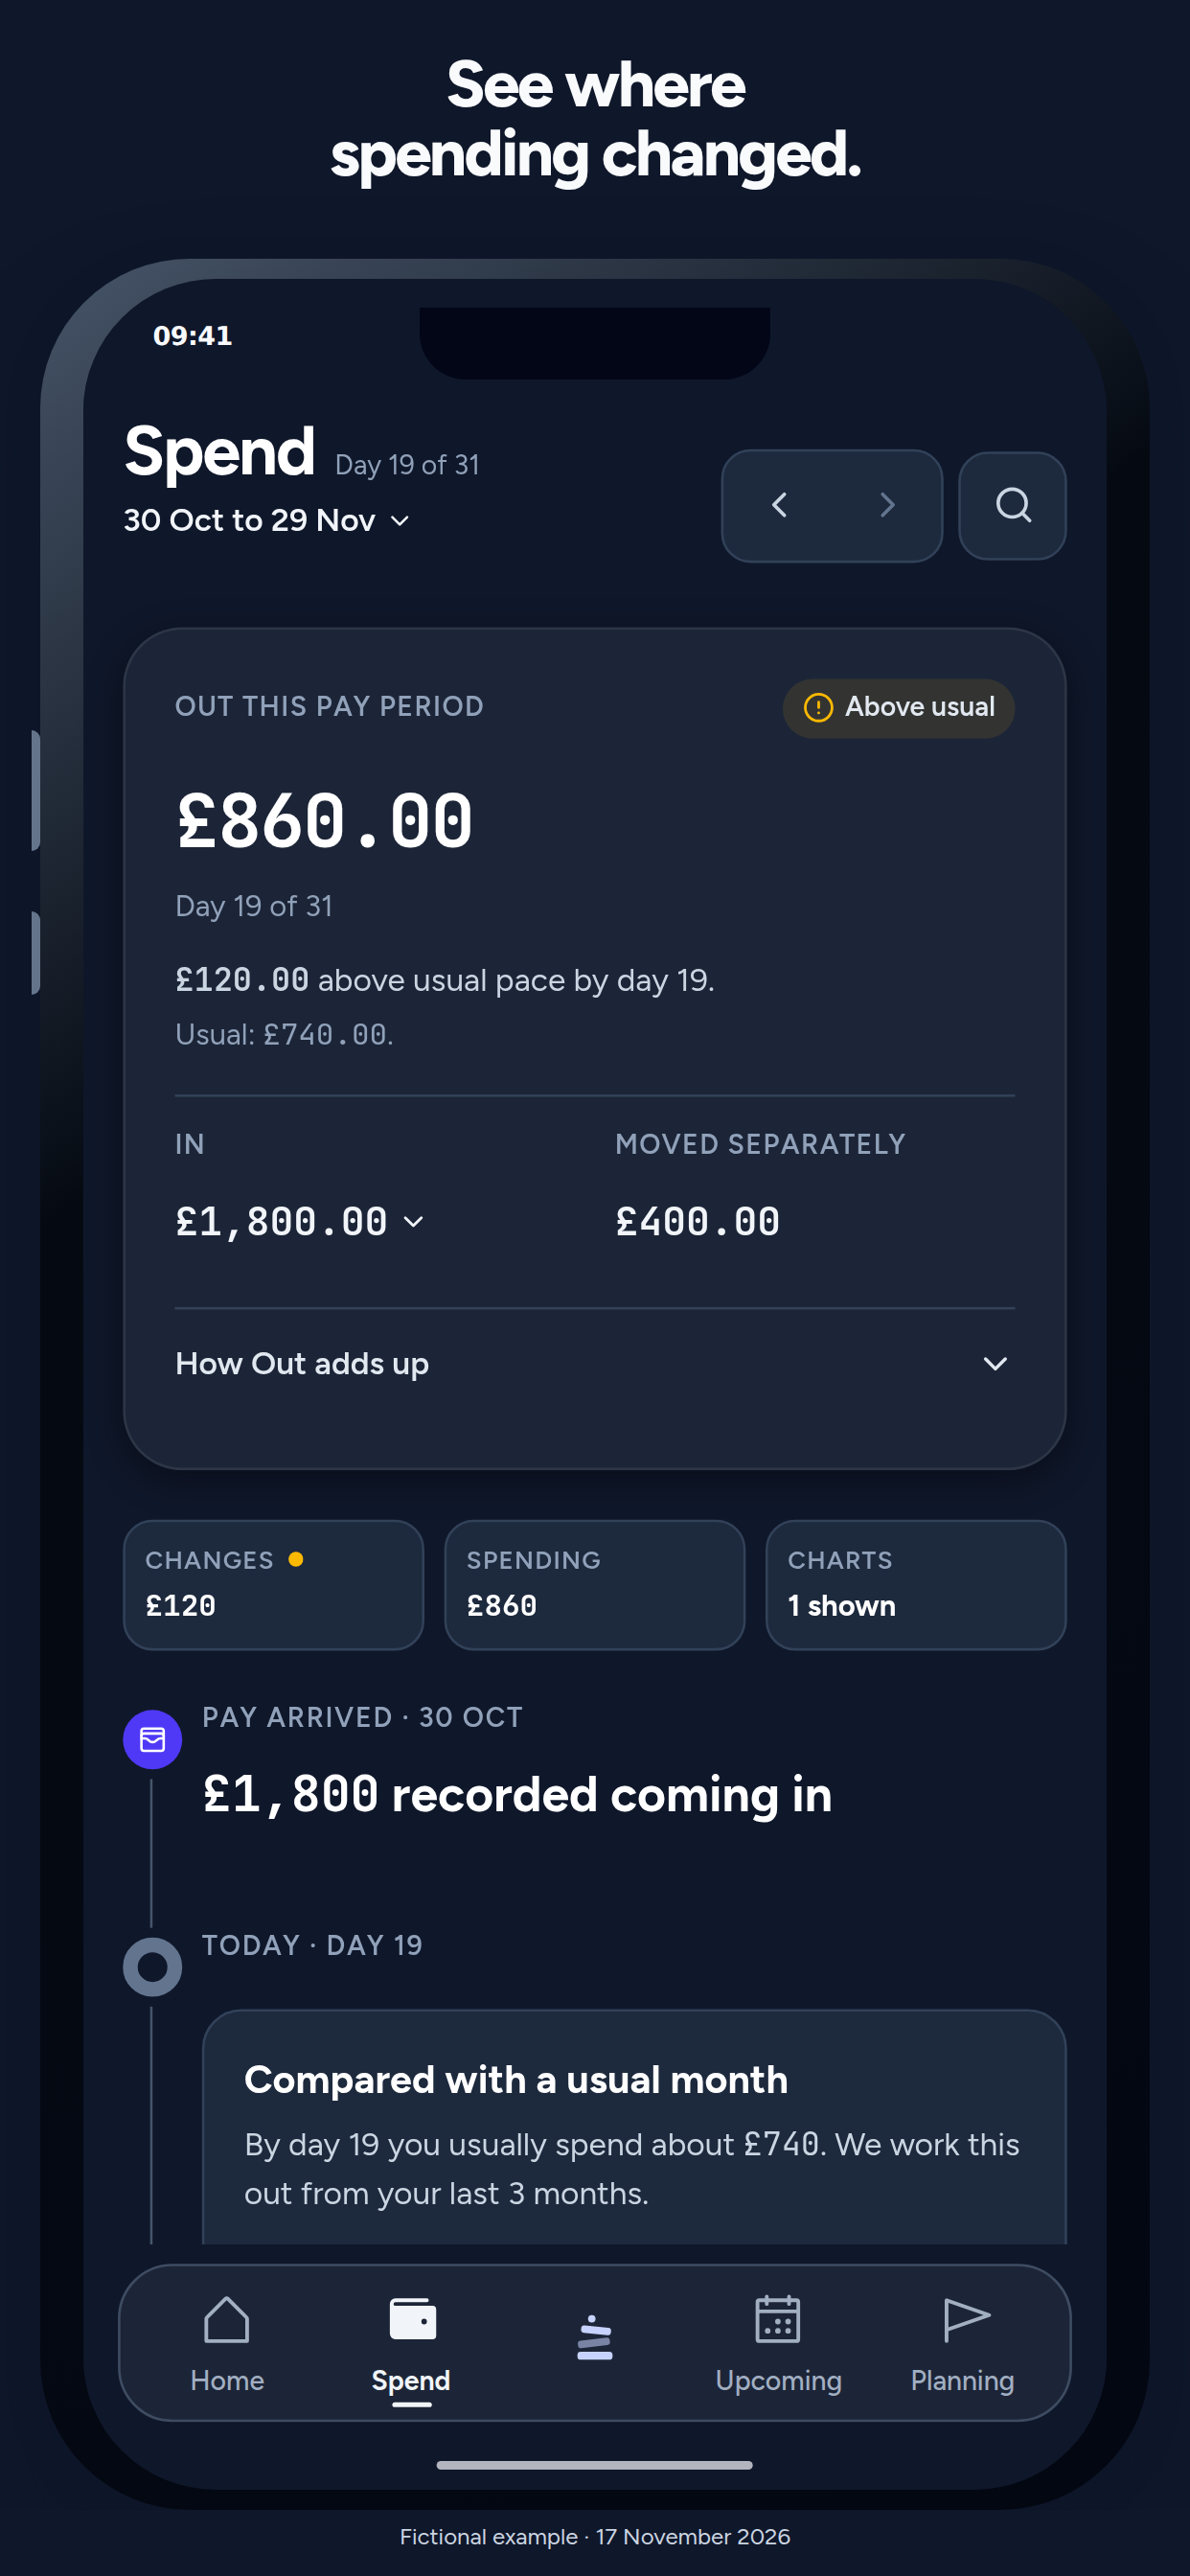 See where
spending changed.
09:41
Spend Day 19 of 31
30 Oct to 29 Nov
OUT THIS PAY PERIOD
Above usual
£860.00
Day 19 of 31
£120.00 above usual pace by day 19.
Usual: £740.00.
IN
MOVED SEPARATELY
£1,800.00
£400.00
How Out adds up
CHANGES
£120
SPENDING
£860
CHARTS
1 shown
PAY ARRIVED · 30 OCT
£1,800 recorded coming in
TODAY · DAY 19
Compared with a usual month
By day 19 you usually spend about £740. We work this
out from your last 3 months.
Home
Spend
Upcoming
Planning
Fictional example · 17 November 2026